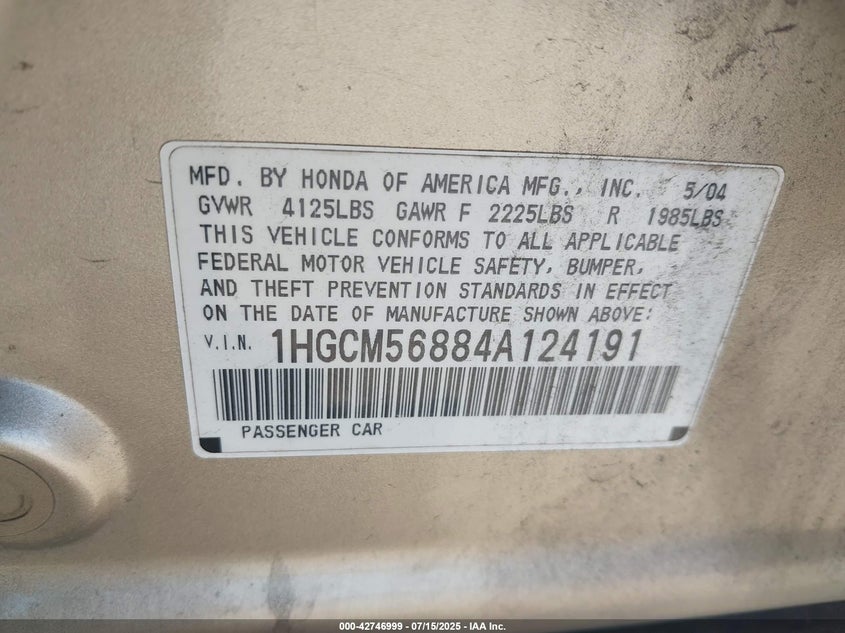 MFD. BY HONDA OF AMERICA MFG., INC. 5/04
GVWR 4125LBS GAWR F 2225LBS R 1985LBS
THIS VEHICLE CONFORMS TO ALL APPLICABLE
FEDERAL MOTOR VEHICLE SAFETY, BUMPER,
AND THEFT PREVENTION STANDARDS IN EFFECT
ON THE DATE OF MANUFACTURE SHOWN ABOVE:
V.I.N. 1HGCM56884A124191
PASSENGER CAR
000-42746999 - 07/15/2025 - IAA Inc.